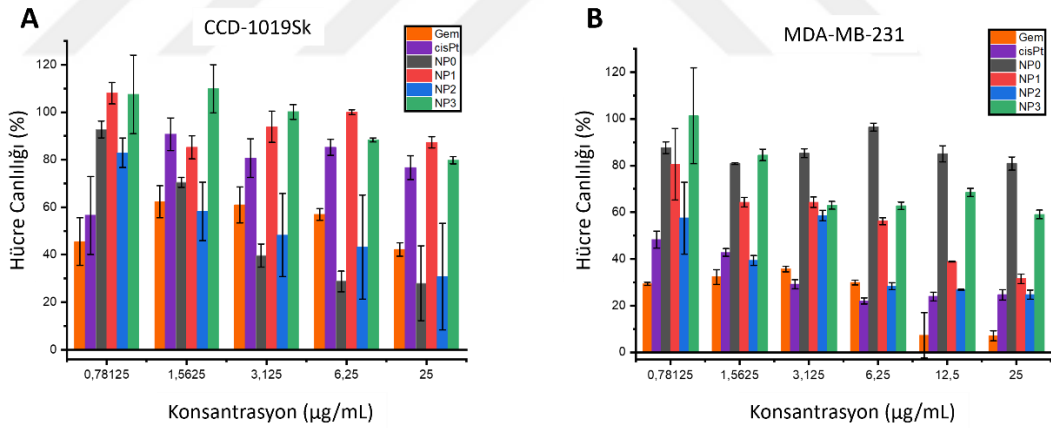 A
CCD-1019Sk
Gem
cisPt
NP0
NP1
NP2
NP3
Hücre Canlılığı (%)
120
100
80
60
40
20
0
0,78125 1,5625 3,125 6,25 25
Konsantrasyon (µg/mL)
B
MDA-MB-231
Gem
cisPt
NP0
NP1
NP2
NP3
Hücre Canlılığı (%)
120
100
80
60
40
20
0
0,78125 1,5625 3,125 6,25 12,5 25
Konsantrasyon (µg/mL)